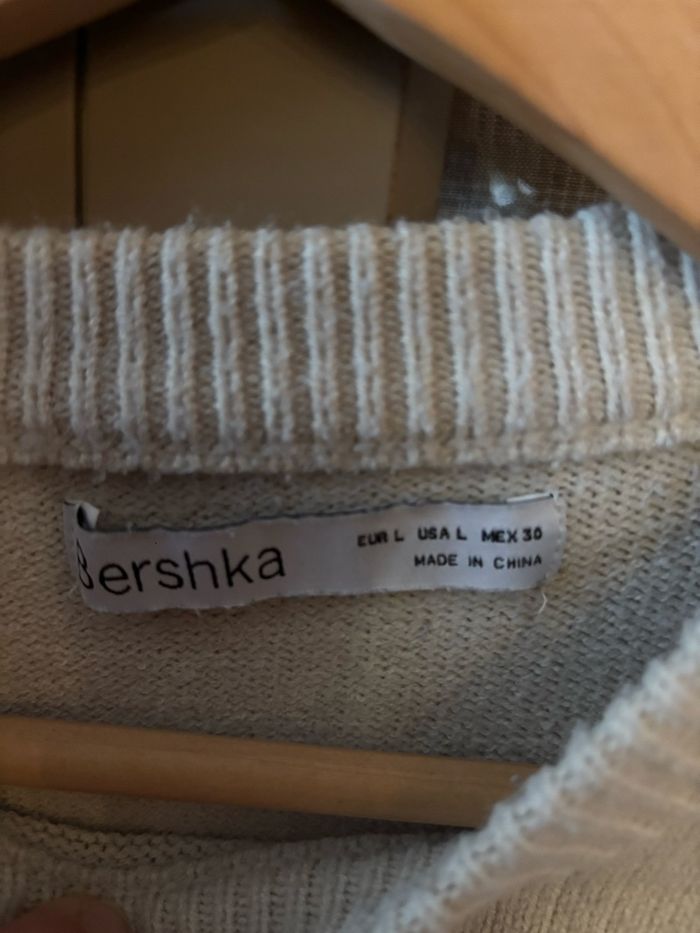 Bershka
EUR L USA L MEX 30
MADE IN CHINA